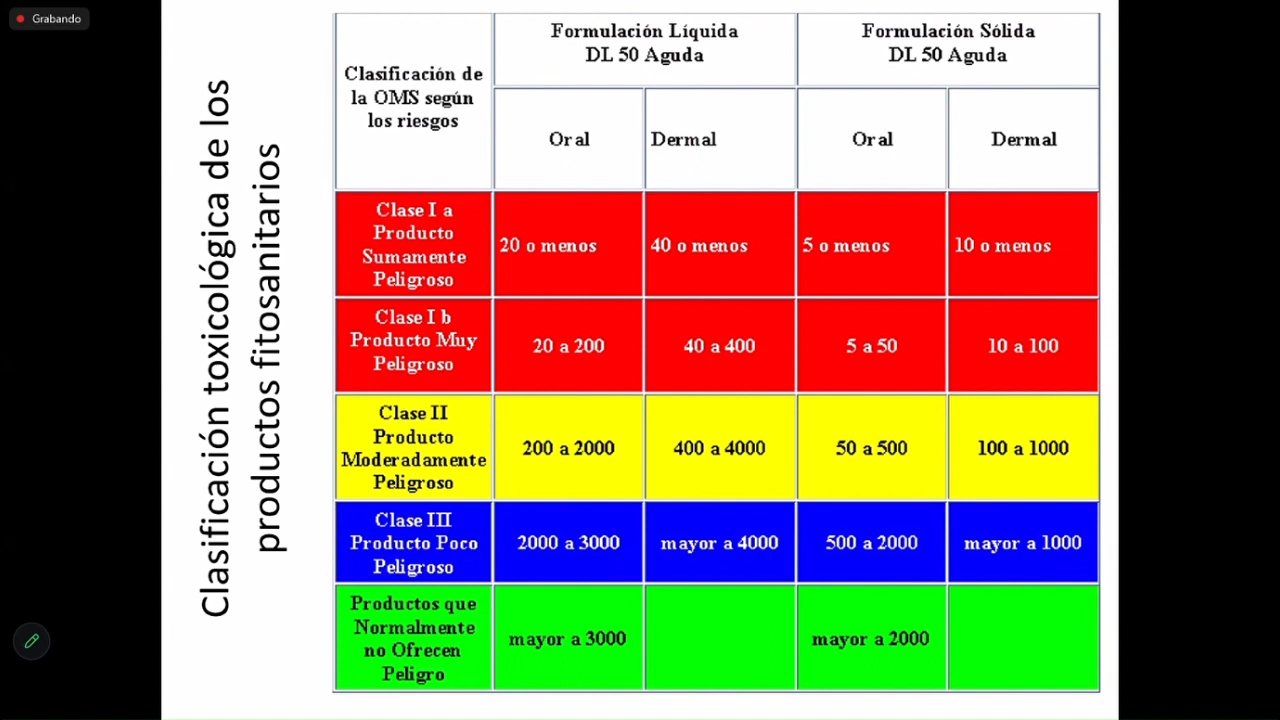 Grabando
Clasificación toxicológica de los
productos fitosanitarios
Clasificación de
la OMS según
los riesgos
Formulación Líquida
DL 50 Aguda
Formulación Sólida
DL 50 Aguda
Oral
Dermal
Oral
Dermal
Clase I a
Producto
Sumamente
Peligroso
20 o menos
40 o menos
5 o menos
10 o menos
Clase I b
Producto Muy
Peligroso
20 a 200
40 a 400
5 a 50
10 a 100
Clase II
Producto
Moderadamente
Peligroso
200 a 2000
400 a 4000
50 a 500
100 a 1000
Clase III
Producto Poco
Peligroso
2000 a 3000
mayor a 4000
500 a 2000
mayor a 1000
Productos que
Normalmente
no Ofrecen
Peligro
mayor a 3000
mayor a 2000